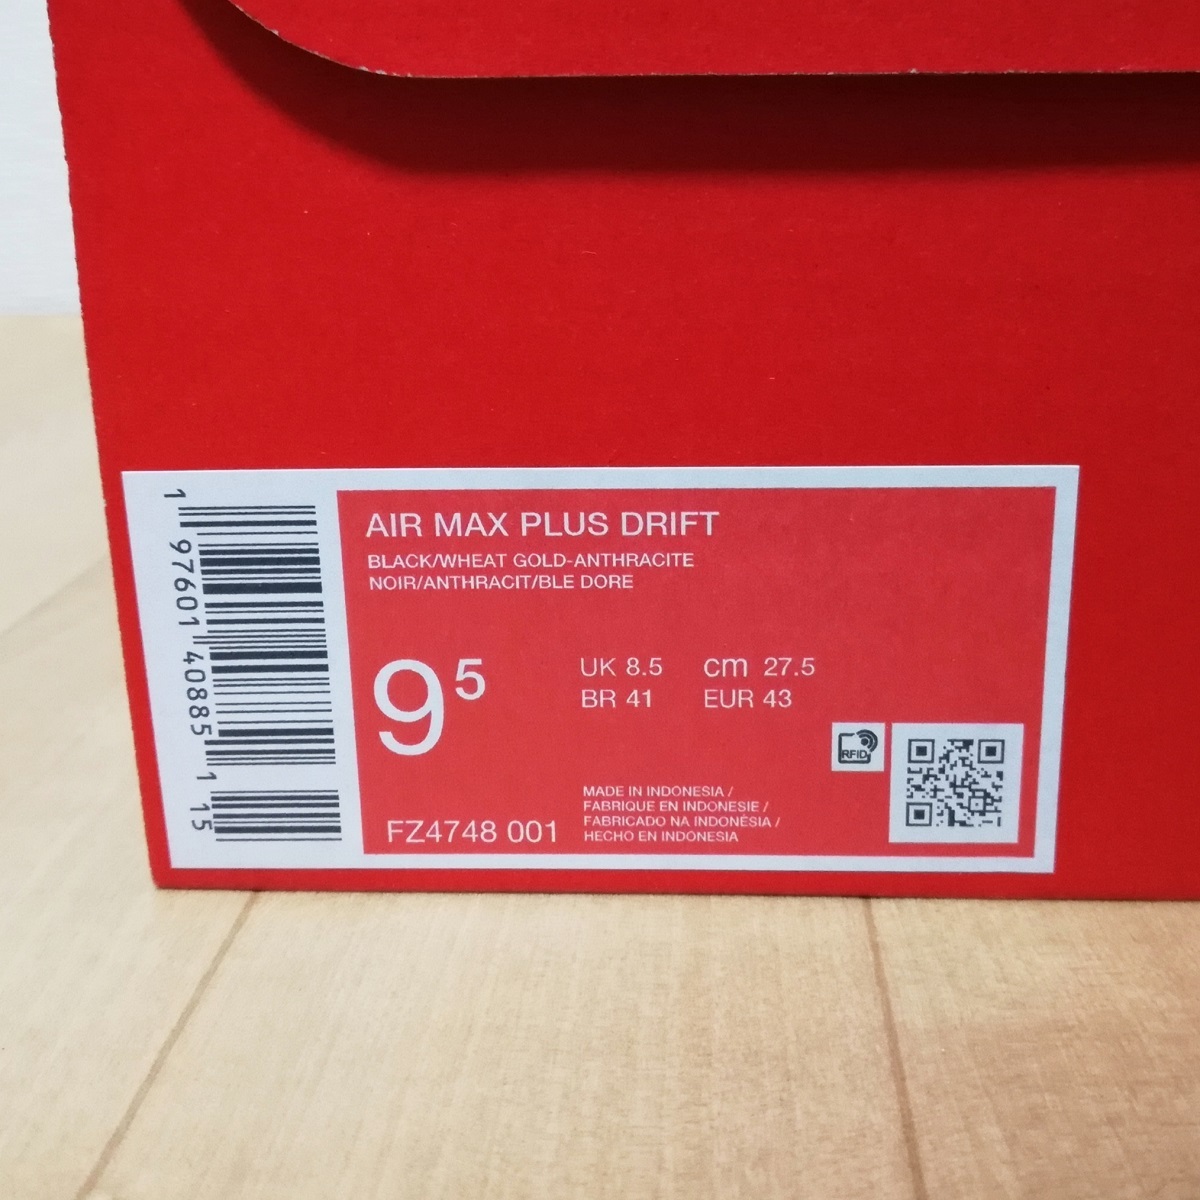 AIR MAX PLUS DRIFT
BLACK/WHEAT GOLD-ANTHRACITE
NOIR/ANTHRACIT/BLE DORE
9⁵
UK 8.5 cm 27.5
BR 41 EUR 43
RFID
MADE IN INDONESIA /
FABRIQUE EN INDONESIE /
FABRICADO NA INDONÉSIA /
HECHO EN INDONESIA
FZ4748 001
1 97601 40885 1 15